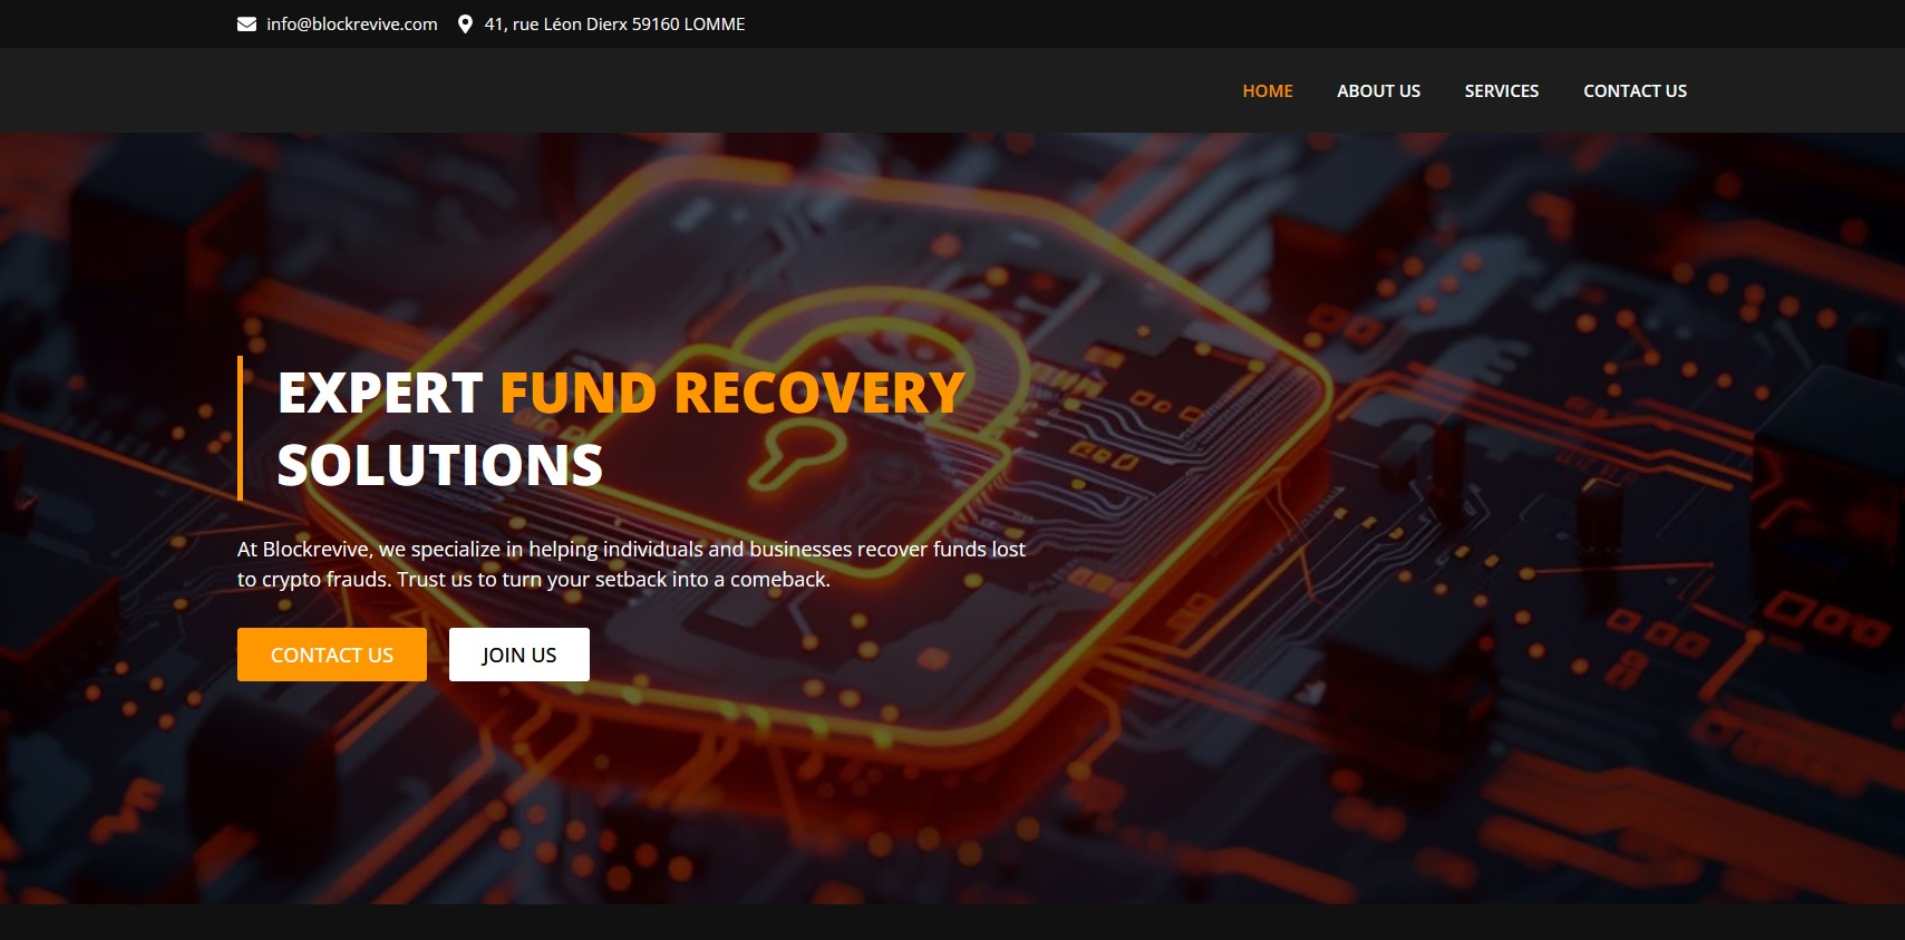 info@blockrevive.com 41, rue Léon Dierx 59160 LOMME
HOME ABOUT US SERVICES CONTACT US
EXPERT FUND RECOVERY
SOLUTIONS
At Blockrevive, we specialize in helping individuals and businesses recover funds lost
to crypto frauds. Trust us to turn your setback into a comeback.
CONTACT US JOIN US